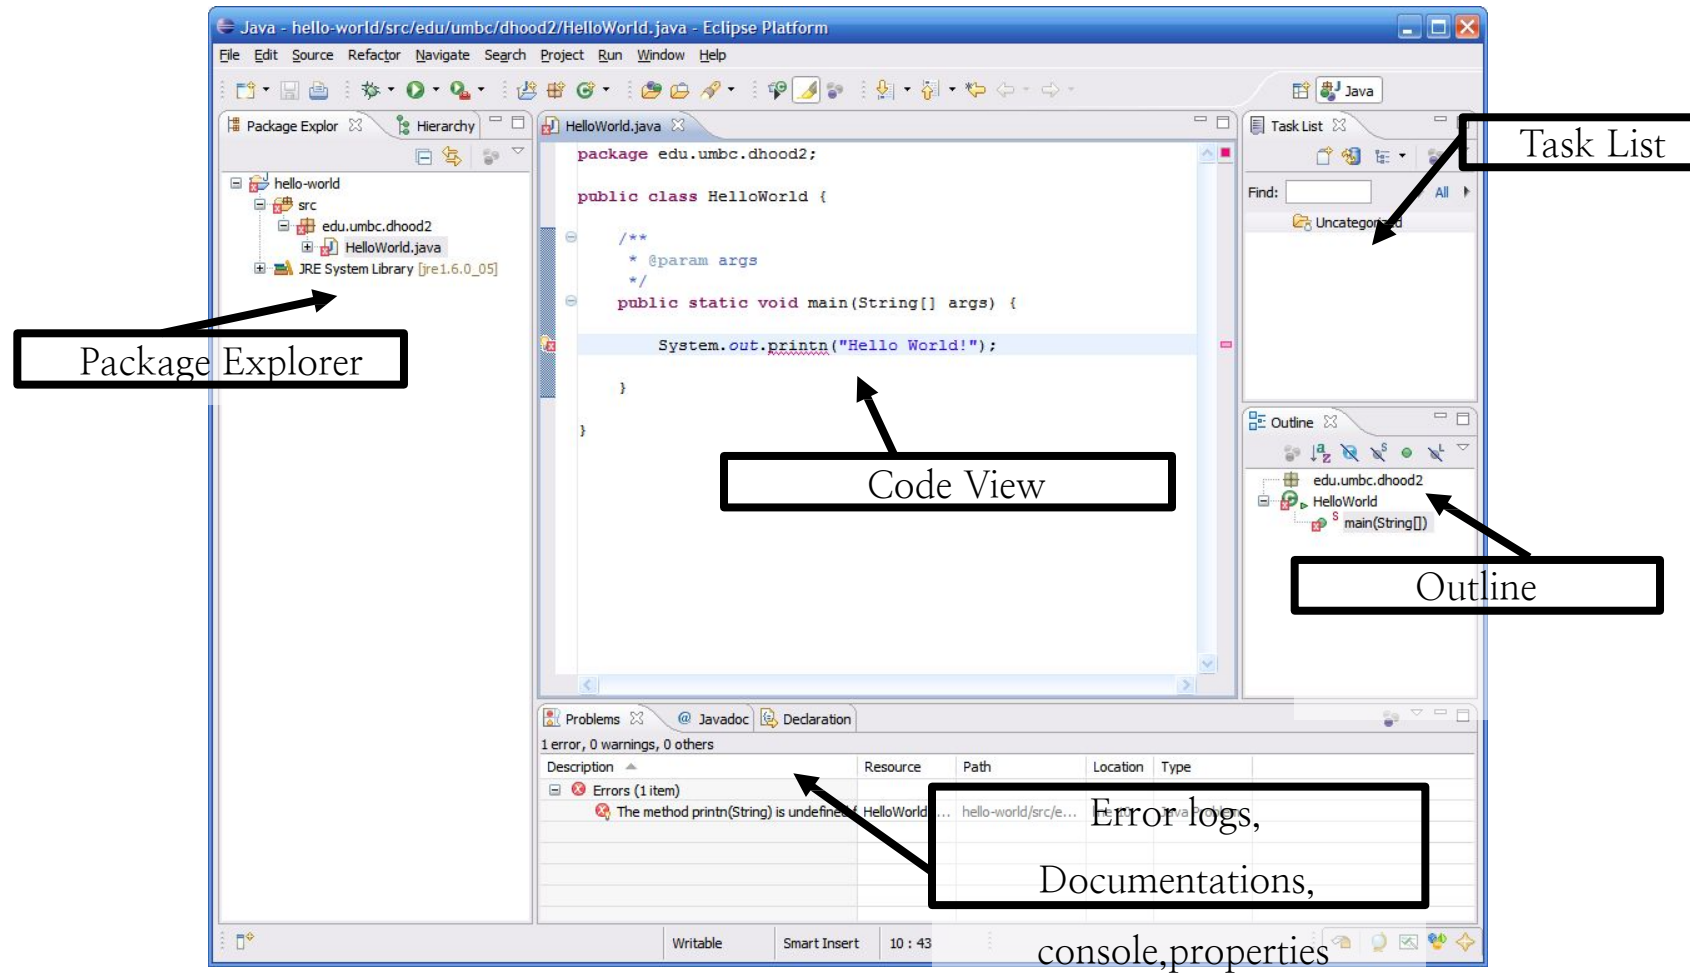 Java - hello-world/src/edu/umbc/dhood2/HelloWorld.java - Eclipse Platform
File Edit Source Refactor Navigate Search Project Run Window Help
Java
Package Explor
Hierarchy
HelloWorld.java
Task List
Task List
package edu.umbc.dhood2;
public class HelloWorld {
/**
* @param args
*/
public static void main(String[] args) {
System.out.printn("Hello World!");
}
}
hello-world
src
edu.umbc.dhood2
HelloWorld.java
JRE System Library [jre1.6.0_05]
Package Explorer
Code View
Find:
All
Uncategorized
Outline
edu.umbc.dhood2
HelloWorld
main(String[])
Outline
Problems
@ Javadoc
Declaration
1 error, 0 warnings, 0 others
Description Resource Path Location Type
Errors (1 item)
The method printn(String) is undefined f HelloWorld... hello-world/src/e... Java Problem
Error logs,
Documentations,
console,properties
Writable
Smart Insert
10 : 43